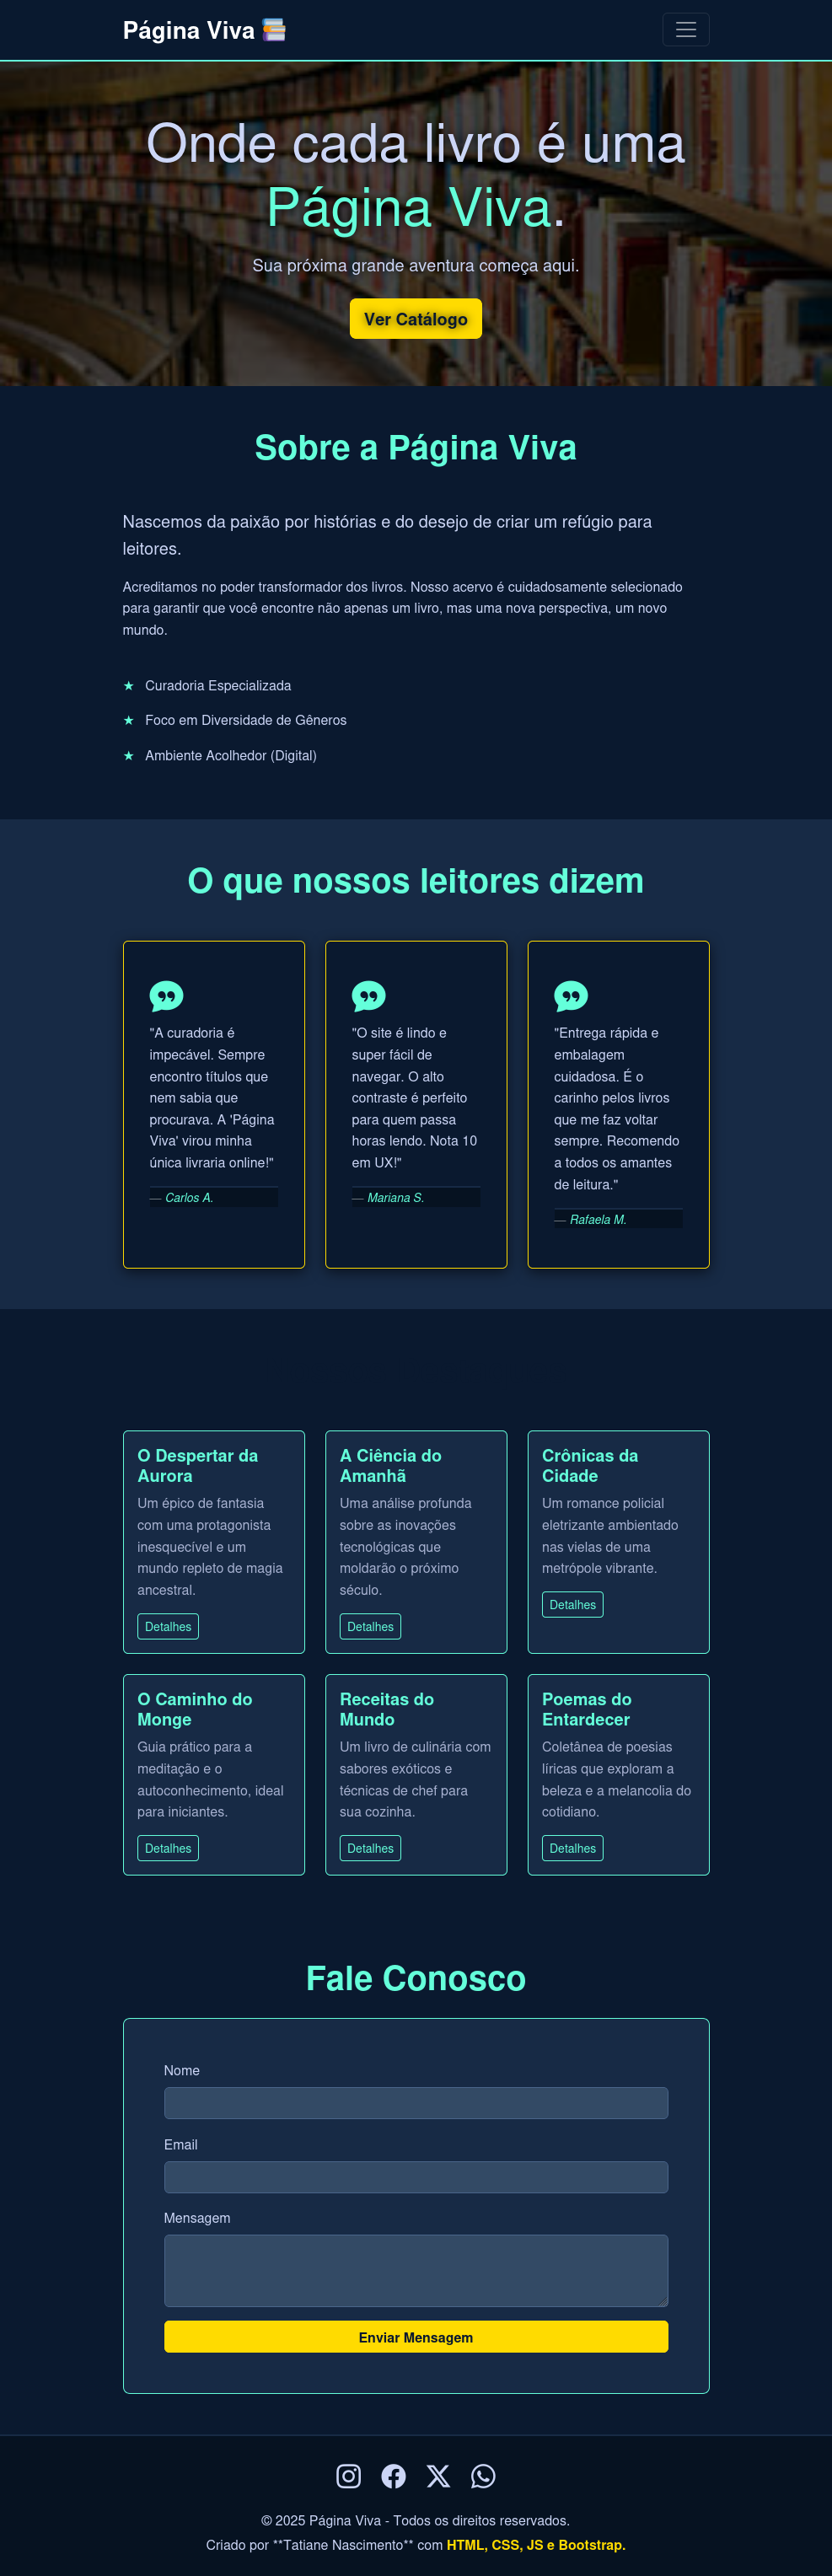 Página Viva
Onde cada livro é uma
Página Viva.
Sua próxima grande aventura começa aqui.
Ver Catálogo
Sobre a Página Viva
Nascemos da paixão por histórias e do desejo de criar um refúgio para
leitores.
Acreditamos no poder transformador dos livros. Nosso acervo é cuidadosamente selecionado
para garantir que você encontre não apenas um livro, mas uma nova perspectiva, um novo
mundo.
★ Curadoria Especializada
★ Foco em Diversidade de Gêneros
★ Ambiente Acolhedor (Digital)
O que nossos leitores dizem
"A curadoria é
impecável. Sempre
encontro títulos que
nem sabia que
procurava. A 'Página
Viva' virou minha
única livraria online!"
— Carlos A.
"O site é lindo e
super fácil de
navegar. O alto
contraste é perfeito
para quem passa
horas lendo. Nota 10
em UX!"
— Mariana S.
"Entrega rápida e
embalagem
cuidadosa. É o
carinho pelos livros
que me faz voltar
sempre. Recomendo
a todos os amantes
de leitura."
— Rafaela M.
O Despertar da
Aurora
Um épico de fantasia
com uma protagonista
inesquecível e um
mundo repleto de magia
ancestral.
Detalhes
A Ciência do
Amanhã
Uma análise profunda
sobre as inovações
tecnológicas que
moldarão o próximo
século.
Detalhes
Crônicas da
Cidade
Um romance policial
eletrizante ambientado
nas vielas de uma
metrópole vibrante.
Detalhes
O Caminho do
Monge
Guia prático para a
meditação e o
autoconhecimento, ideal
para iniciantes.
Detalhes
Receitas do
Mundo
Um livro de culinária com
sabores exóticos e
técnicas de chef para
sua cozinha.
Detalhes
Poemas do
Entardecer
Coletânea de poesias
líricas que exploram a
beleza e a melancolia do
cotidiano.
Detalhes
Fale Conosco
Nome
Email
Mensagem
Enviar Mensagem
© 2025 Página Viva - Todos os direitos reservados.
Criado por **Tatiane Nascimento** com HTML, CSS, JS e Bootstrap.